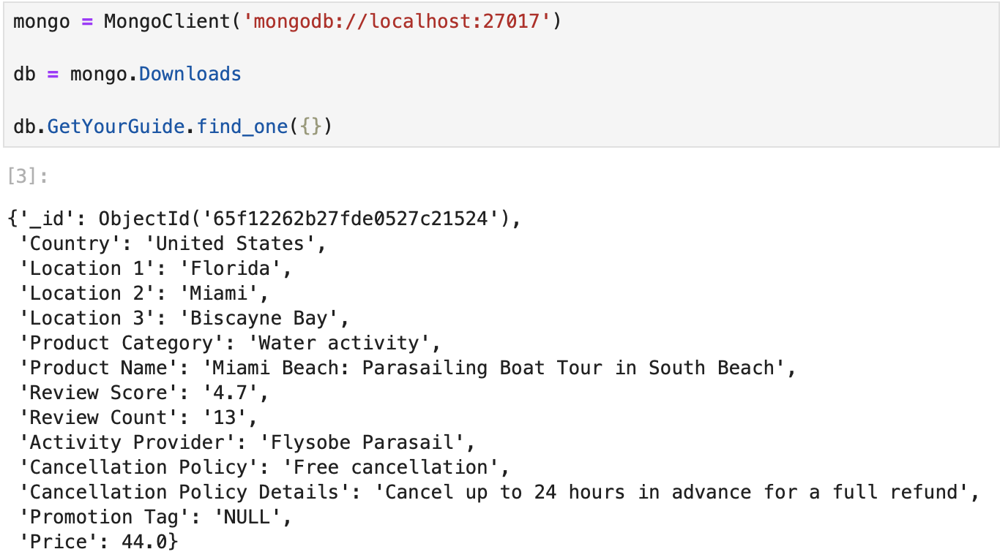 mongo = MongoClient('mongodb://localhost:27017')
db = mongo.Downloads
db.GetYourGuide.find_one({})
[3]:
{'_id': ObjectId('65f12262b27fde0527c21524'),
'Country': 'United States',
'Location 1': 'Florida',
'Location 2': 'Miami',
'Location 3': 'Biscayne Bay',
'Product Category': 'Water activity',
'Product Name': 'Miami Beach: Parasailing Boat Tour in South Beach',
'Review Score': '4.7',
'Review Count': '13',
'Activity Provider': 'Flysobe Parasail',
'Cancellation Policy': 'Free cancellation',
'Cancellation Policy Details': 'Cancel up to 24 hours in advance for a full refund',
'Promotion Tag': 'NULL',
'Price': 44.0}